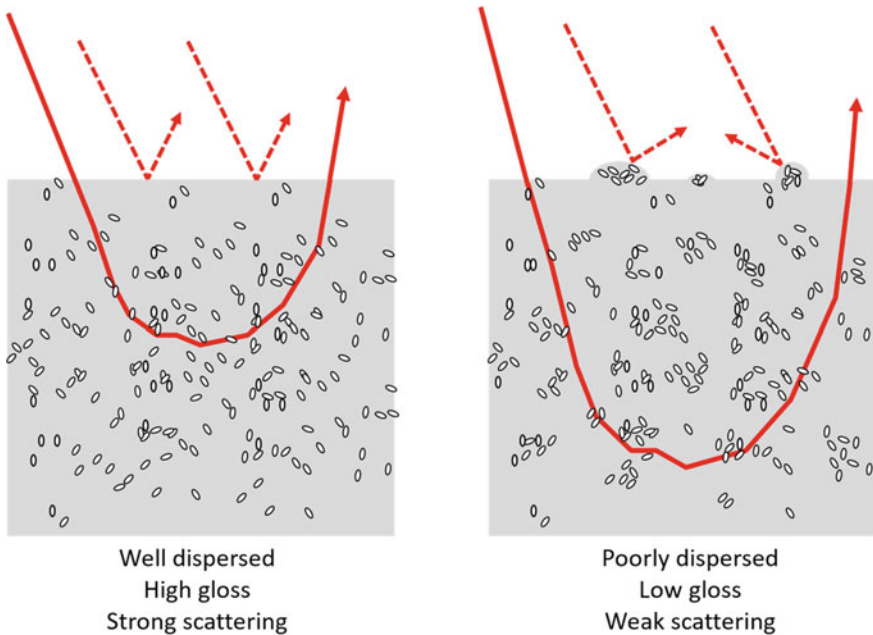 Well dispersed
High gloss
Strong scattering
Poorly dispersed
Low gloss
Weak scattering